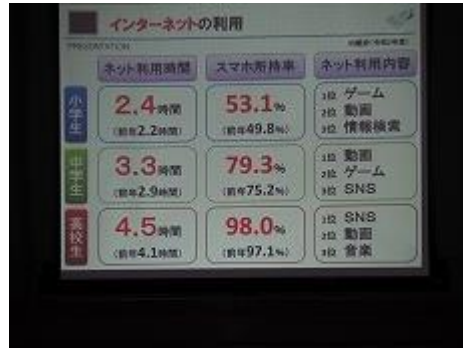 インターネットの利用
PRESENTATION
ネット利用時間 スマホ所持率 ネット利用内容
小学生
2.4時間
(前年2.2時間)
53.1%
(前年49.8%)
1位 ゲーム
2位 動画
3位 情報検索
中学生
3.3時間
(前年2.9時間)
79.3%
(前年75.2%)
1位 動画
2位 ゲーム
3位 SNS
高校生
4.5時間
(前年4.1時間)
98.0%
(前年97.1%)
1位 SNS
2位 動画
3位 音楽